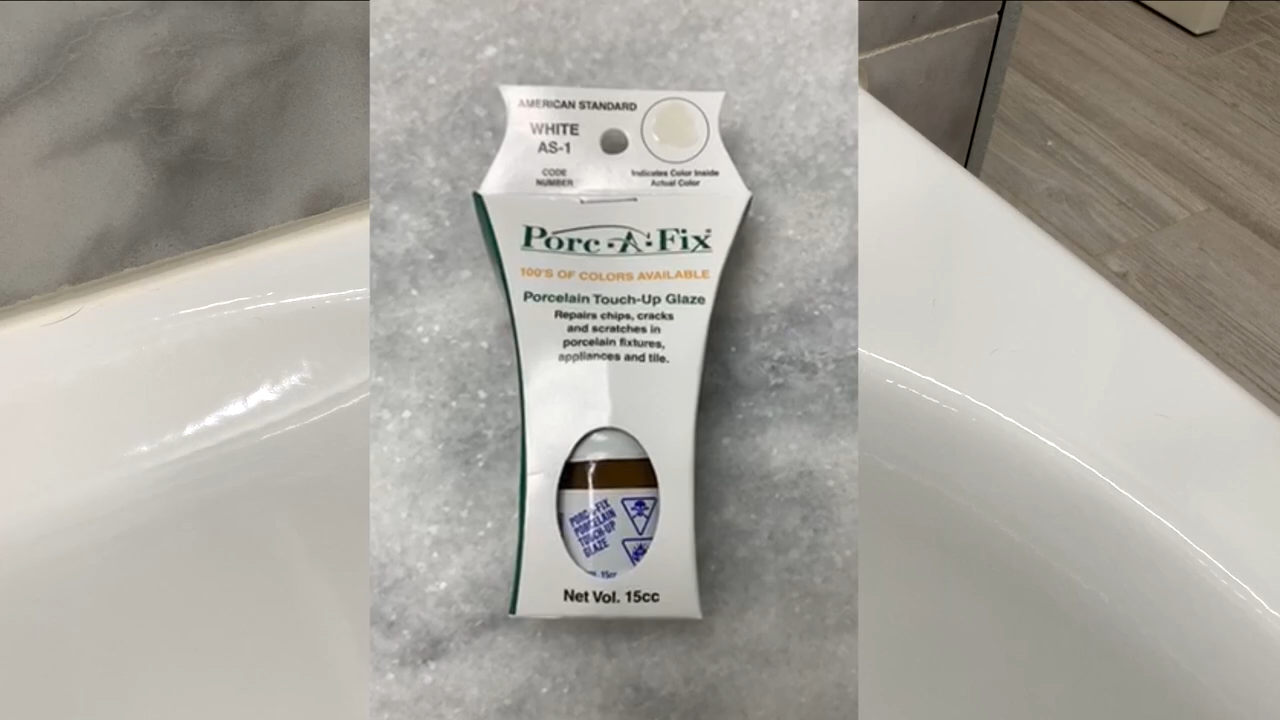 AMERICAN STANDARD
WHITE
AS-1
CODE
NUMBER
Indicates Color Inside
Actual Color
Porc·A·Fix®
100'S OF COLORS AVAILABLE
Porcelain Touch-Up Glaze
Repairs chips, cracks
and scratches in
porcelain fixtures,
appliances and tile.
PORC-A-FIX
PORCELAIN
TOUCH-UP
GLAZE
15cc
Net Vol. 15cc